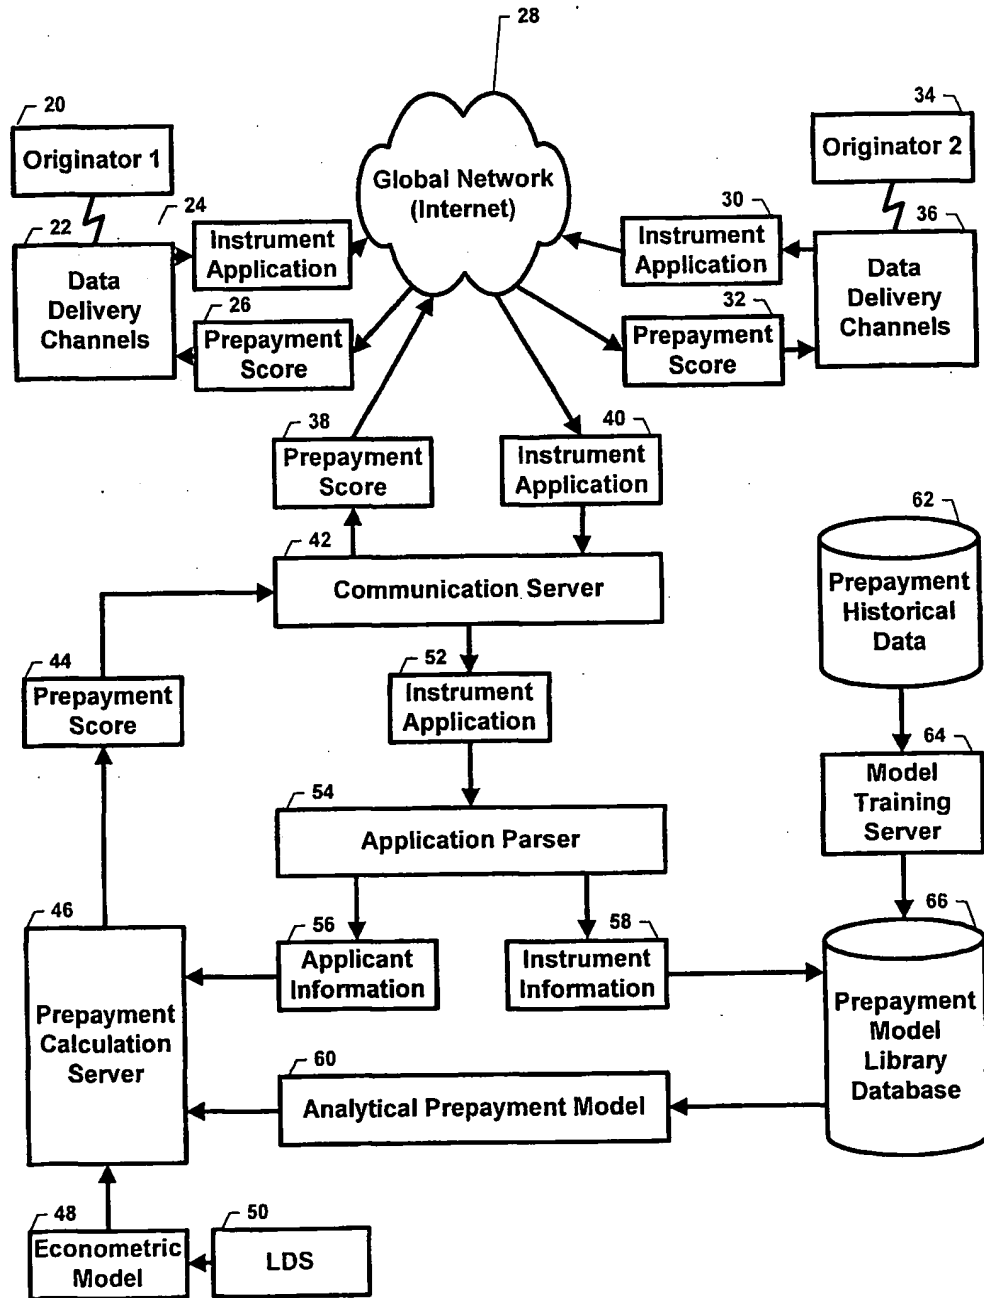 28
20
34
Originator 1
Originator 2
Global Network
(Internet)
24
30
22
36
Instrument
Application
Instrument
Application
Data
Delivery
Channels
Data
Delivery
Channels
26
32
Prepayment
Score
Prepayment
Score
38
40
Prepayment
Score
Instrument
Application
62
42
Communication Server
Prepayment
Historical
Data
44
52
Prepayment
Score
Instrument
Application
64
54
Model
Training
Server
Application Parser
46
56
58
66
Applicant
Information
Instrument
Information
Prepayment
Calculation
Server
Prepayment
Model
Library
Database
60
Analytical Prepayment Model
48
50
Econometric
Model
LDS